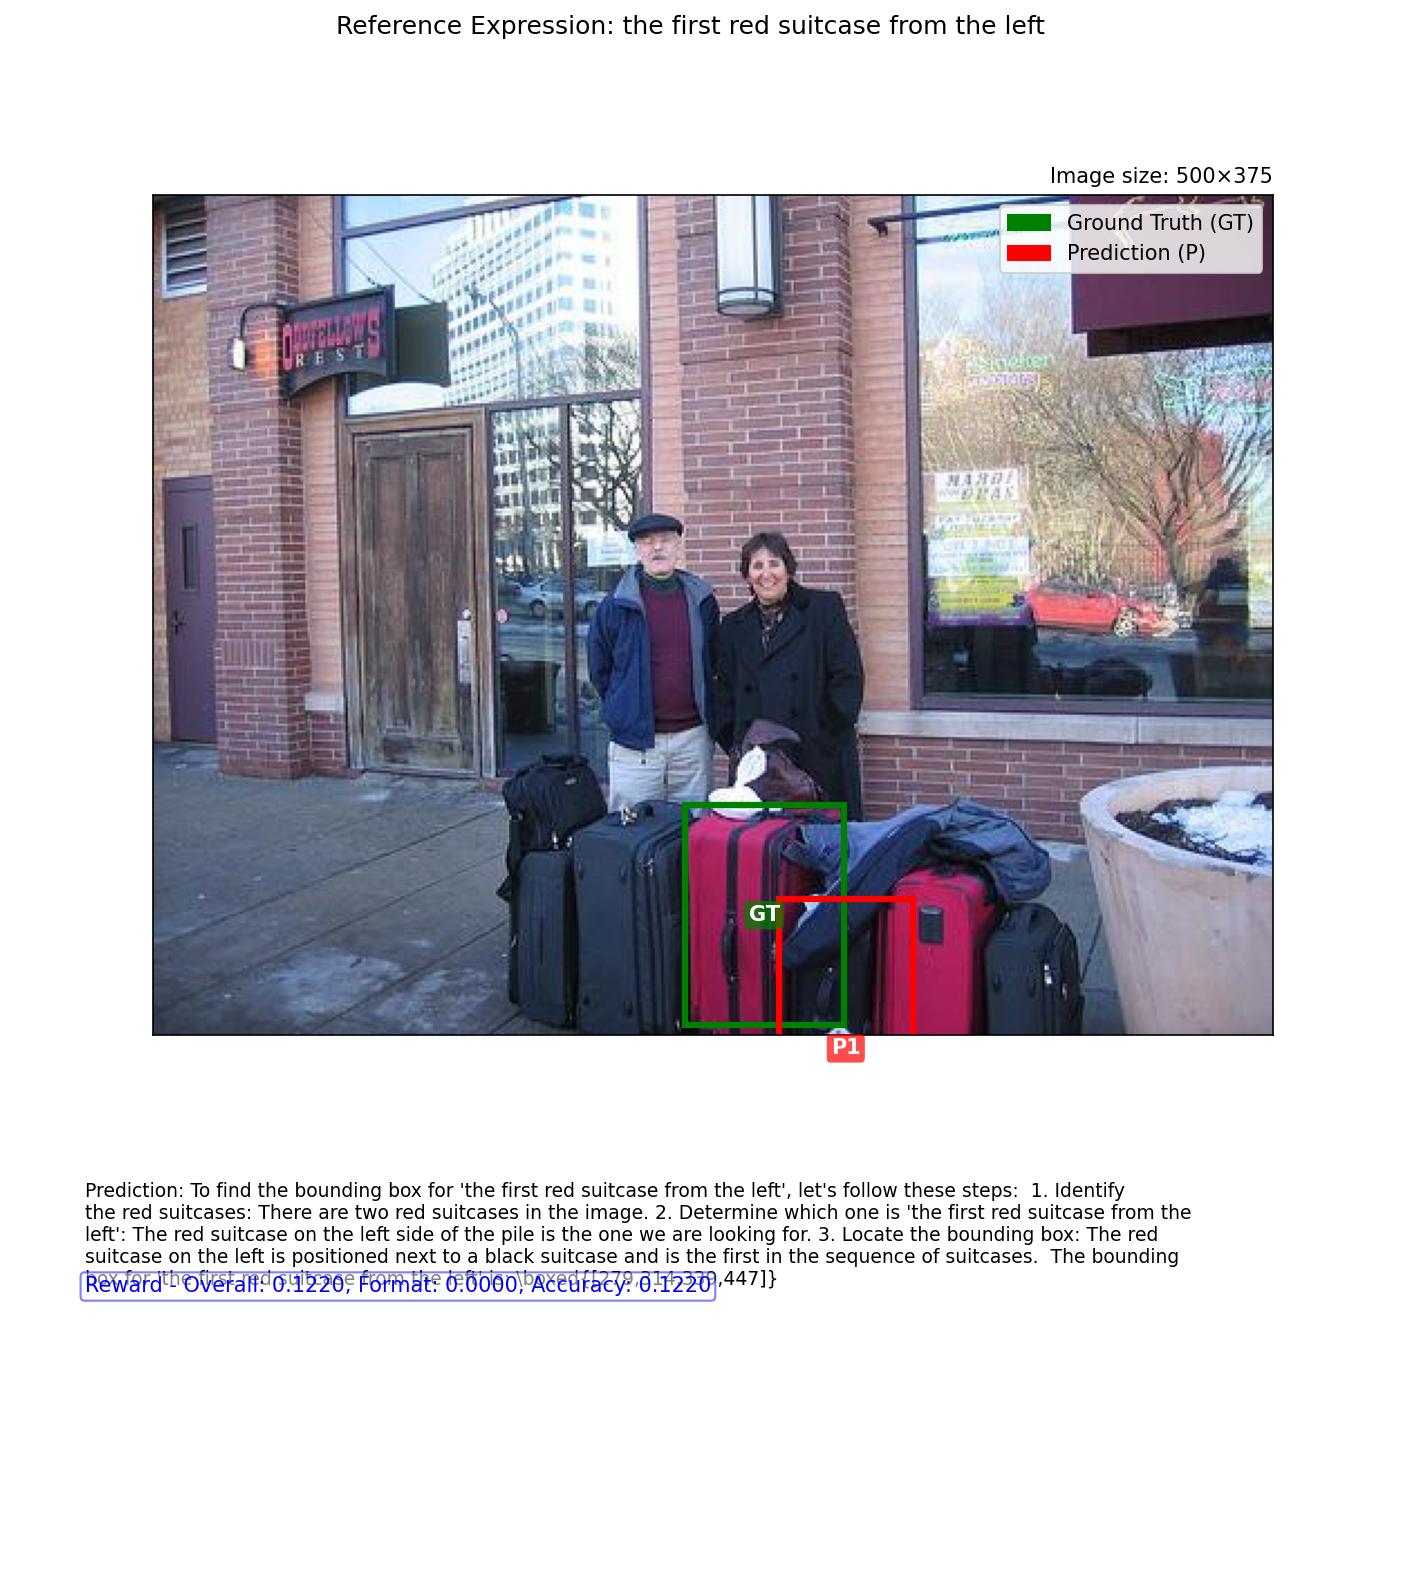 Reference Expression: the first red suitcase from the left
Image size: 500×375
Ground Truth (GT)
Prediction (P)
ODDFELLOWS
REST
Heineken
MARDI
GRAS
GT
P1
Prediction: To find the bounding box for 'the first red suitcase from the left', let's follow these steps:  1. Identify
the red suitcases: There are two red suitcases in the image. 2. Determine which one is 'the first red suitcase from the
left': The red suitcase on the left side of the pile is the one we are looking for. 3. Locate the bounding box: The red
suitcase on the left is positioned next to a black suitcase and is the first in the sequence of suitcases.  The bounding
box for 'the first red suitcase from the left' is: \boxed{[279,314,339,447]}
Reward - Overall: 0.1220, Format: 0.0000, Accuracy: 0.1220